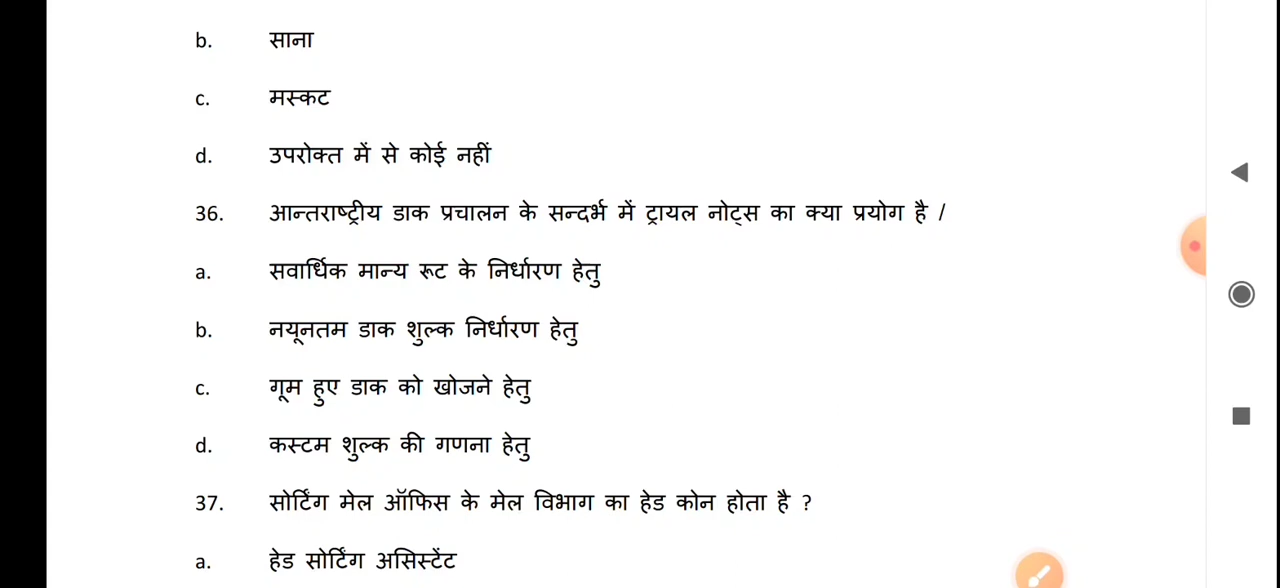 b. साना
c. मस्कट
d. उपरोक्त में से कोई नहीं
36. आन्तराष्ट्रीय डाक प्रचालन के सन्दर्भ में ट्रायल नोट्स का क्या प्रयोग है /
a. सवार्धिक मान्य रूट के निर्धारण हेतु
b. नयूनतम डाक शुल्क निर्धारण हेतु
c. गूम हुए डाक को खोजने हेतु
d. कस्टम शुल्क की गणना हेतु
37. सोर्टिंग मेल ऑफिस के मेल विभाग का हेड कोन होता है ?
a. हेड सोर्टिंग असिस्टेंट